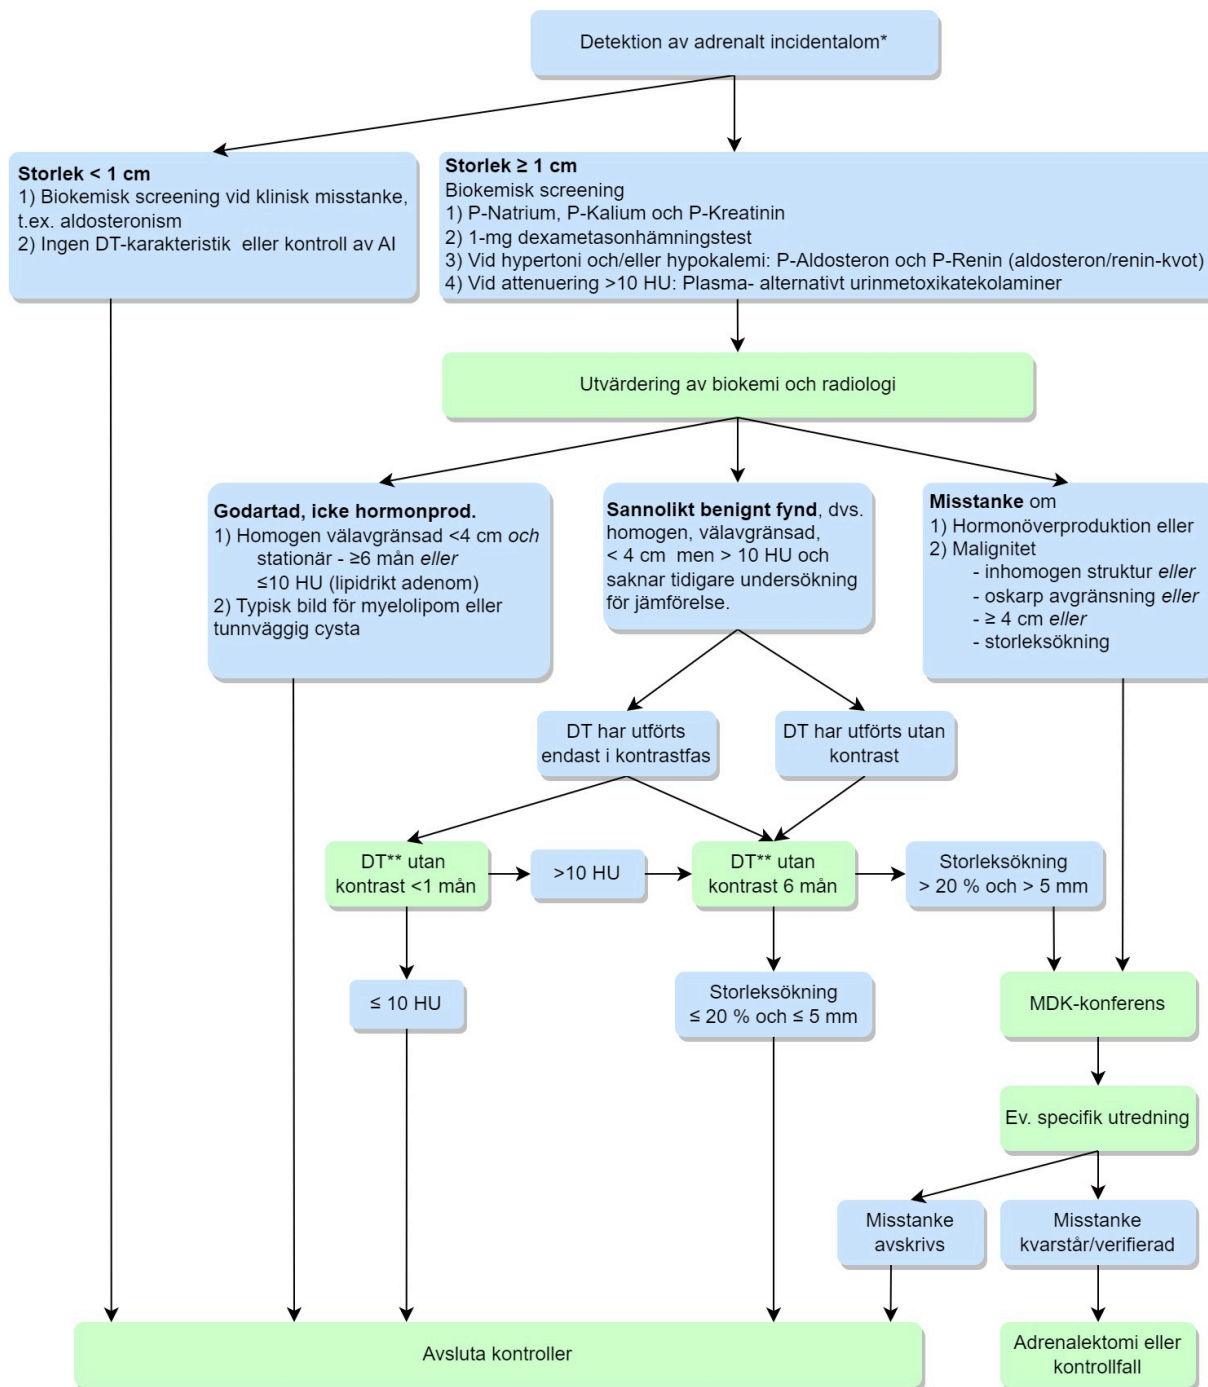 Detektion av adrenalt incidentalom*
Storlek < 1 cm
1) Biokemisk screening vid klinisk misstanke,
t.ex. aldosteronism
2) Ingen DT-karakteristik eller kontroll av AI
Storlek ≥ 1 cm
Biokemisk screening
1) P-Natrium, P-Kalium och P-Kreatinin
2) 1-mg dexametasonhämningstest
3) Vid hypertoni och/eller hypokalemi: P-Aldosteron och P-Renin (aldosteron/renin-kvot)
4) Vid attenuering >10 HU: Plasma- alternativt urinmetoxikatekolaminer
Utvärdering av biokemi och radiologi
Godartad, icke hormonprod.
1) Homogen välavgränsad <4 cm och
stationär - ≥6 mån eller
≤10 HU (lipidrikt adenom)
2) Typisk bild för myelolipom eller
tunnväggig cysta
Sannolikt benignt fynd, dvs.
homogen, välavgränsad,
< 4 cm men > 10 HU och
saknar tidigare undersökning
för jämförelse.
Misstanke om
1) Hormonöverproduktion eller
2) Malignitet
- inhomogen struktur eller
- oskarp avgränsning eller
- ≥ 4 cm eller
- storleksökning
DT har utförts
endast i kontrastfas
DT har utförts utan
kontrast
DT** utan
kontrast <1 mån
>10 HU
DT** utan
kontrast 6 mån
Storleksökning
> 20 % och > 5 mm
≤ 10 HU
Storleksökning
≤ 20 % och ≤ 5 mm
MDK-konferens
Ev. specifik utredning
Misstanke
avskrivs
Misstanke
kvarstår/verifierad
Avsluta kontroller
Adrenalektomi eller
kontrollfall